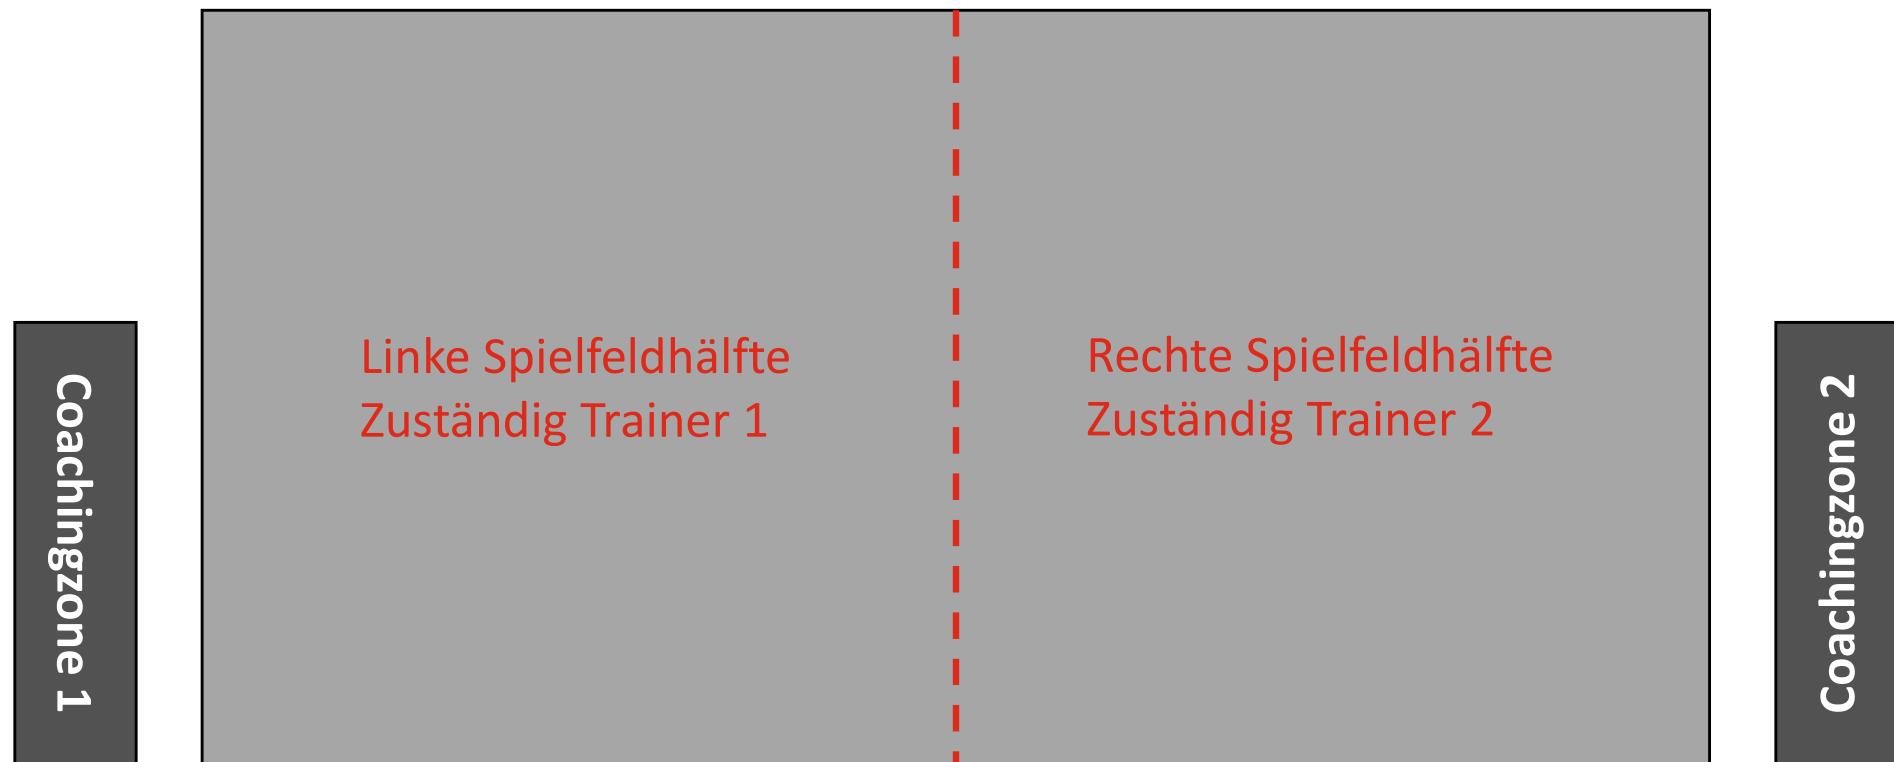 Linke Spielfeldhälfte
Zuständig Trainer 1
Rechte Spielfeldhälfte
Zuständig Trainer 2
Coachingzone 1
Coachingzone 2